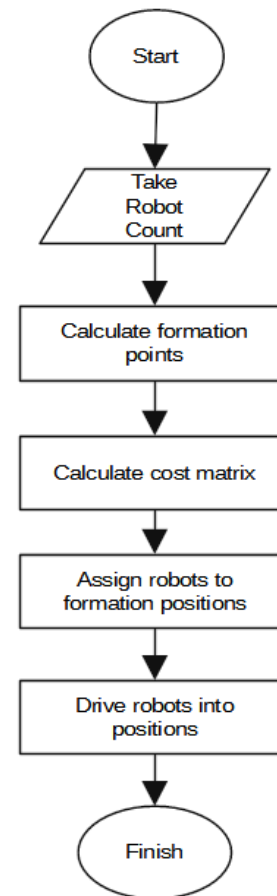 Start
Take
Robot
Count
Calculate formation
points
Calculate cost matrix
Assign robots to
formation positions
Drive robots into
positions
Finish